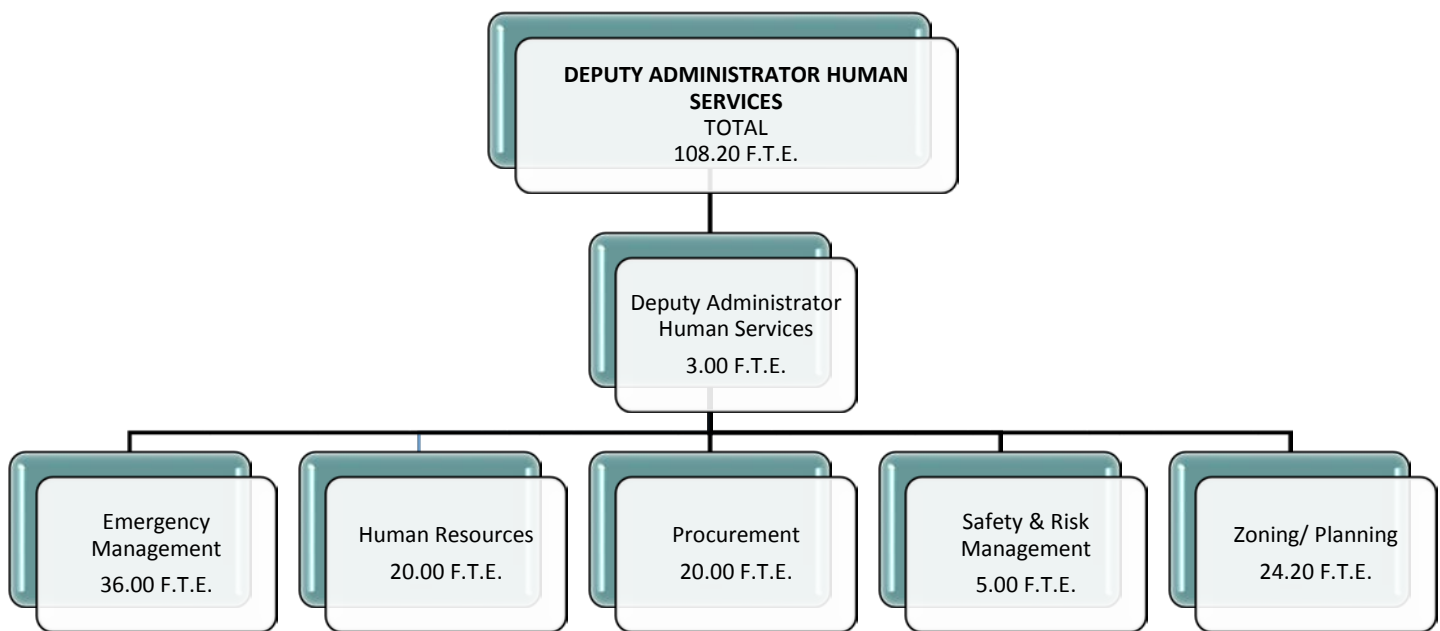 DEPUTY ADMINISTRATOR HUMAN
SERVICES
TOTAL
108.20 F.T.E.
Deputy Administrator
Human Services
3.00 F.T.E.
Emergency
Management
36.00 F.T.E.
Human Resources
20.00 F.T.E.
Procurement
20.00 F.T.E.
Safety & Risk
Management
5.00 F.T.E.
Zoning/ Planning
24.20 F.T.E.